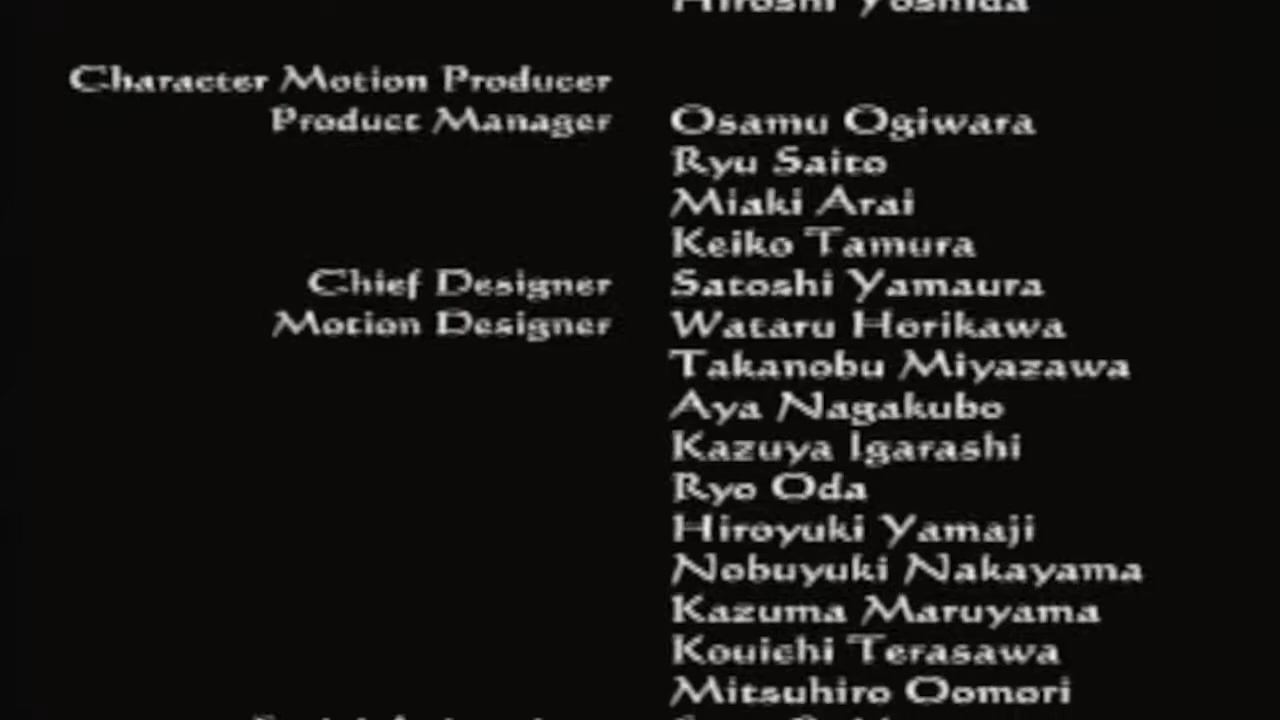 Hiroshi Yoshida
Character Motion Producer
Product Manager Osamu Ogiwara
Ryu Saito
Miaki Arai
Keiko Tamura
Chief Designer Satoshi Yamaura
Motion Designer Wataru Horikawa
Takanobu Miyazawa
Aya Nagakubo
Kazuya Igarashi
Ryo Oda
Hiroyuki Yamaji
Nobuyuki Nakayama
Kazuma Maruyama
Kouichi Terasawa
Mitsuhiro Oomori